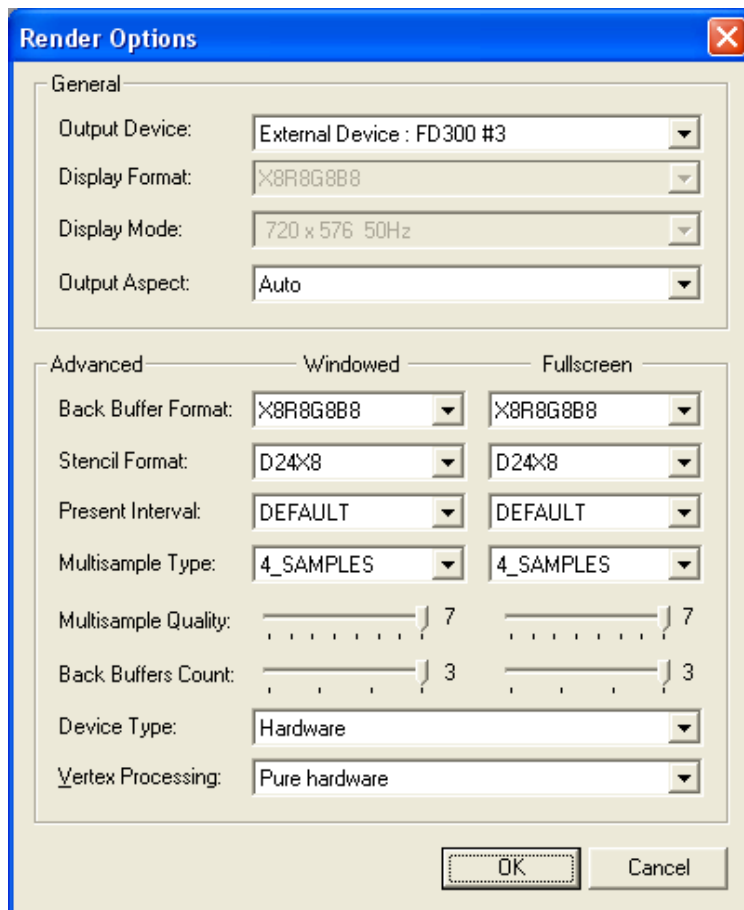 Render Options
General
Output Device: External Device : FD300 #3
Display Format: X8R8G8B8
Display Mode: 720 x 576 50Hz
Output Aspect: Auto
Advanced Windowed Fullscreen
Back Buffer Format: X8R8G8B8 X8R8G8B8
Stencil Format: D24X8 D24X8
Present Interval: DEFAULT DEFAULT
Multisample Type: 4_SAMPLES 4_SAMPLES
Multisample Quality: 7 7
Back Buffers Count: 3 3
Device Type: Hardware
Vertex Processing: Pure hardware
OK Cancel